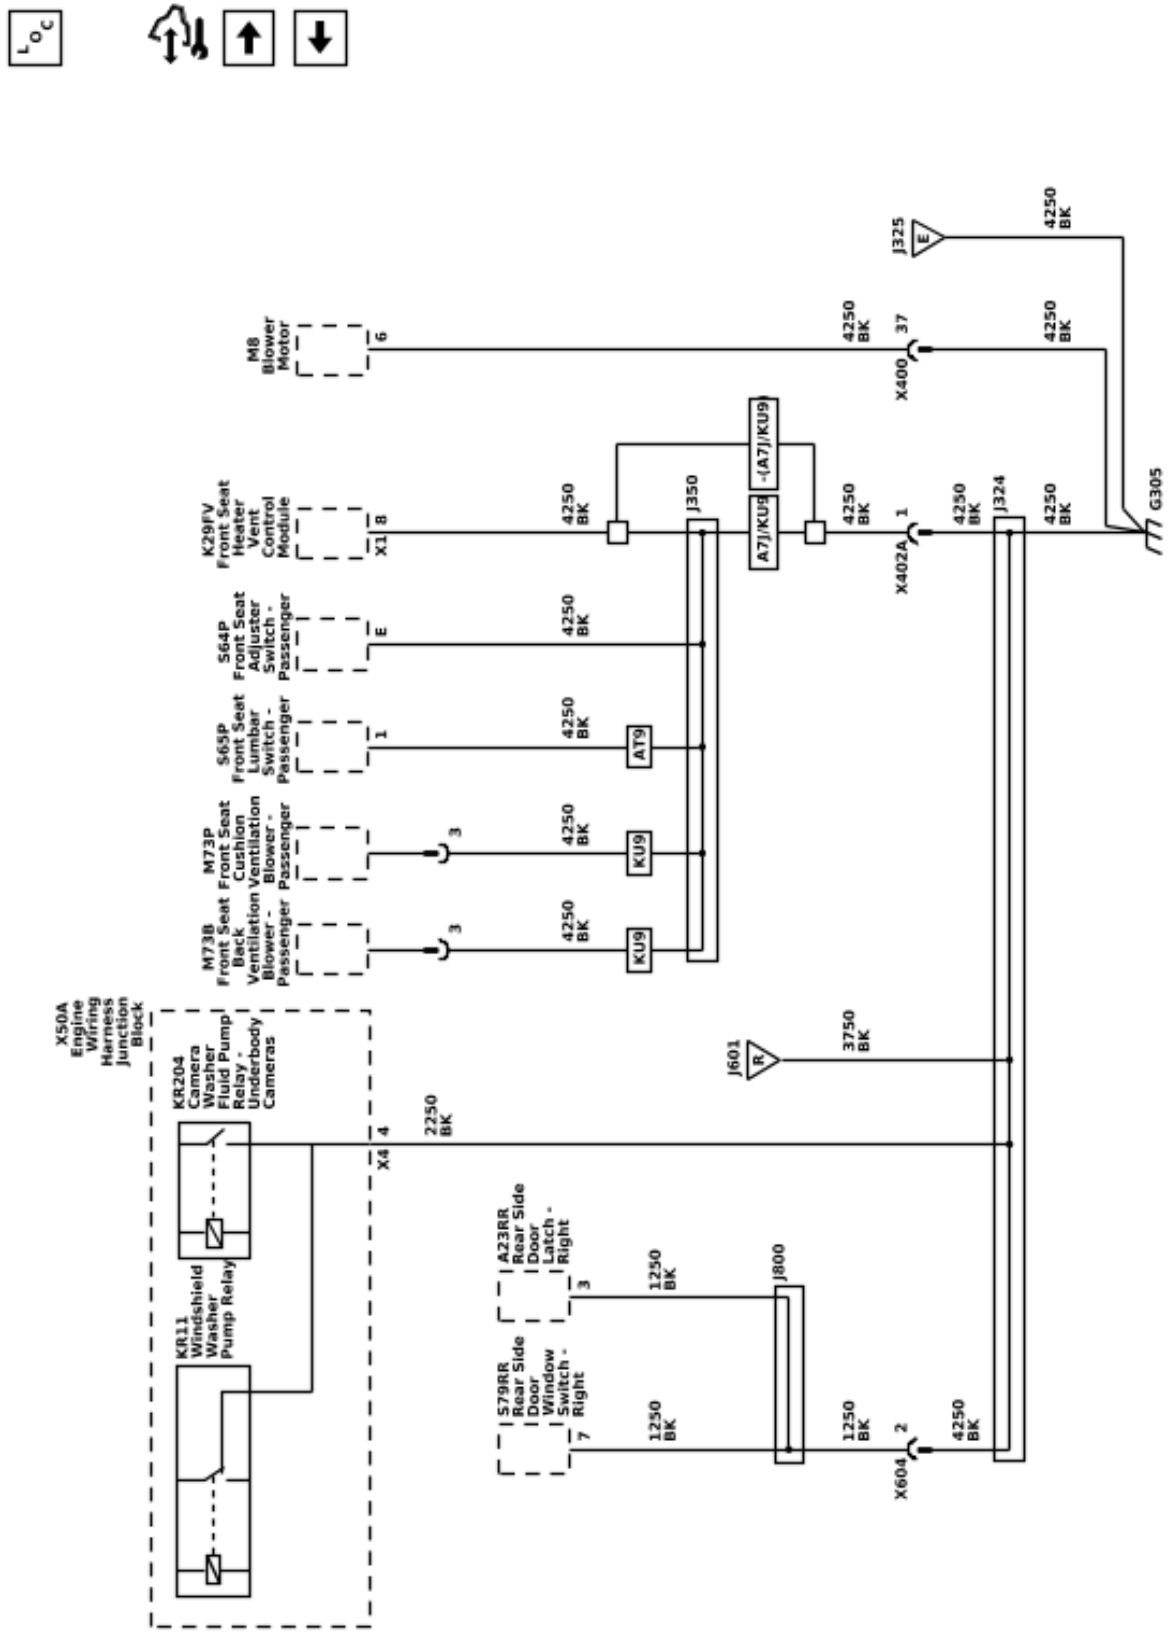 LOC
X50A
Engine
Wiring
Harness
Junction
Block
KR11
Windshield
Washer
Pump Relay
KR204
Camera
Washer
Fluid Pump
Relay -
Underbody
Cameras
X4
4
2250
BK
M73B
Front Seat
Back
Ventilation
Blower -
Passenger
3
4250
BK
KU9
M73P
Front Seat
Cushion
Ventilation
Blower -
Passenger
3
4250
BK
KU9
S65P
Front Seat
Lumbar
Switch -
Passenger
1
4250
BK
AT9
S64P
Front Seat
Adjuster
Switch -
Passenger
E
4250
BK
K29FV
Front Seat
Heater
Vent
Control
Module
X1
8
4250
BK
J350
A7J/KU9
-(A7J/KU9)
4250
BK
X402A
1
4250
BK
J324
4250
BK
G305
M8
Blower
Motor
6
4250
BK
X400
37
4250
BK
J325
E
4250
BK
J601
R
3750
BK
S79RR
Rear Side
Door
Window
Switch -
Right
7
1250
BK
A23RR
Rear Side
Door
Latch -
Right
3
1250
BK
J800
1250
BK
X604
2
4250
BK